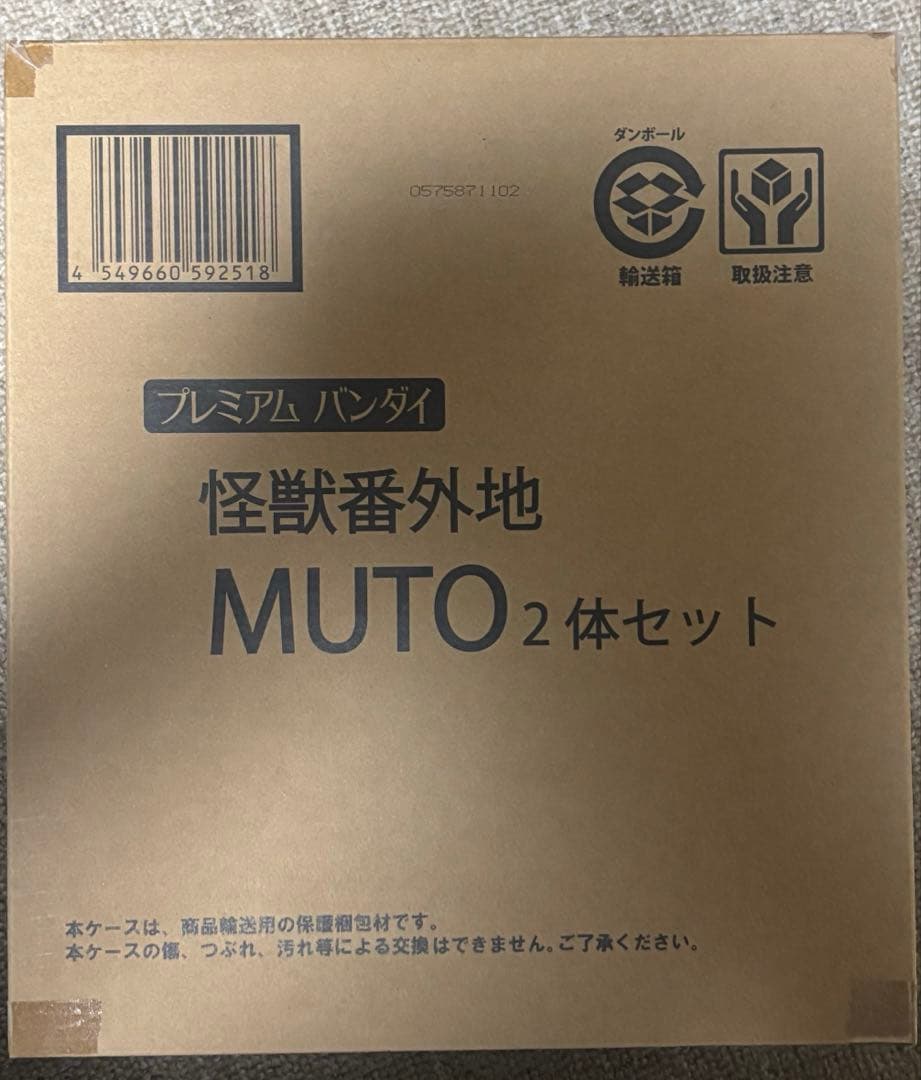 ダンボール
0575871102
4 549660 592518
輸送箱
取扱注意
プレミアム バンダイ
怪獣番外地
MUTO 2体セット
本ケースは、商品輸送用の保護梱包材です。
本ケースの傷、つぶれ、汚れ等による交換はできません。ご了承ください。